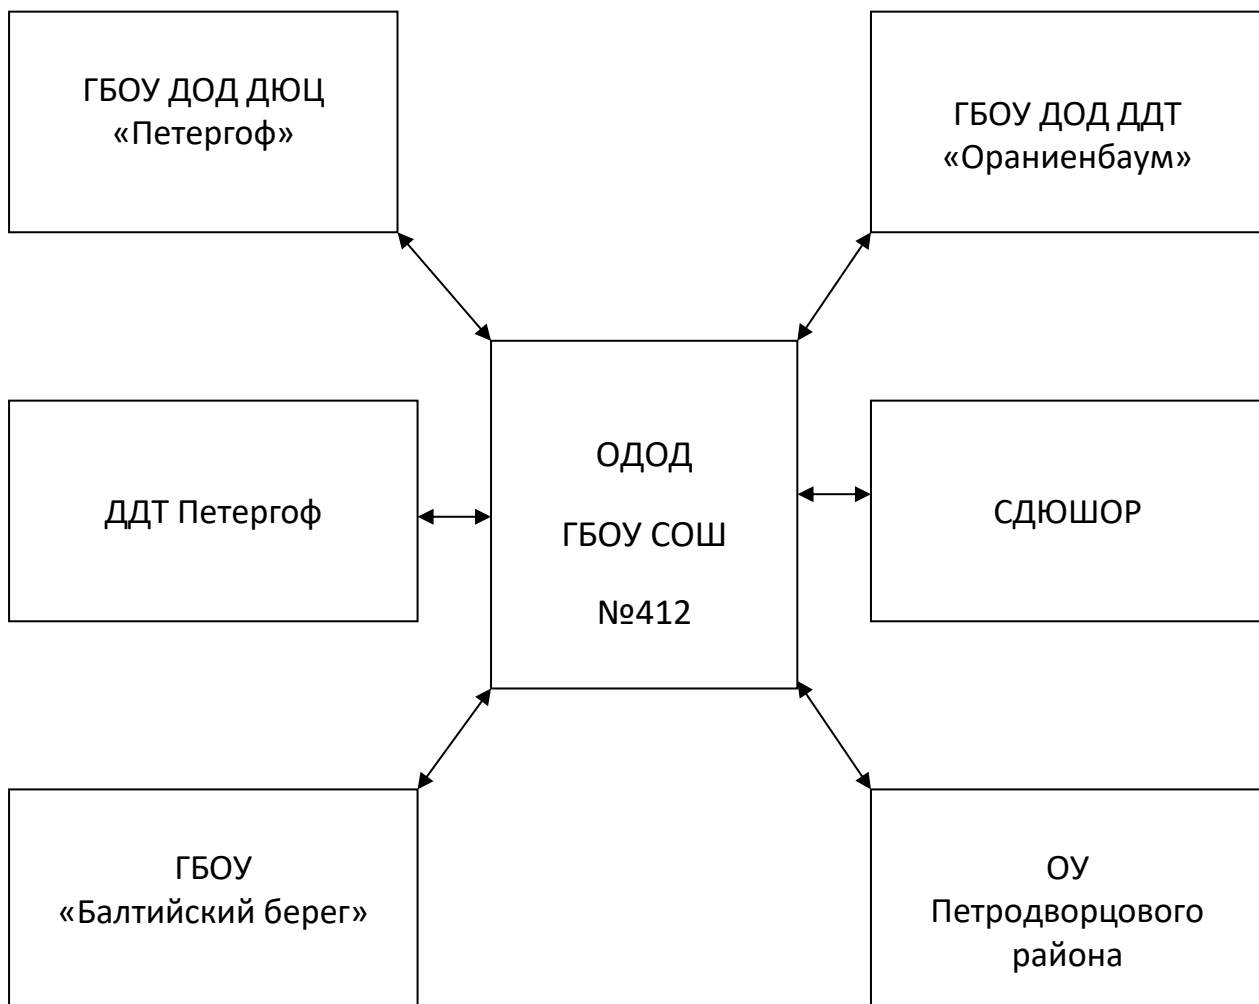 ГБОУ ДОД ДЮЦ
«Петергоф»
ГБОУ ДОД ДДТ
«Ораниенбаум»
ДДТ Петергоф
ОДОД
ГБОУ СОШ
№412
СДЮШОР
ГБОУ
«Балтийский берег»
ОУ
Петродворцового
района